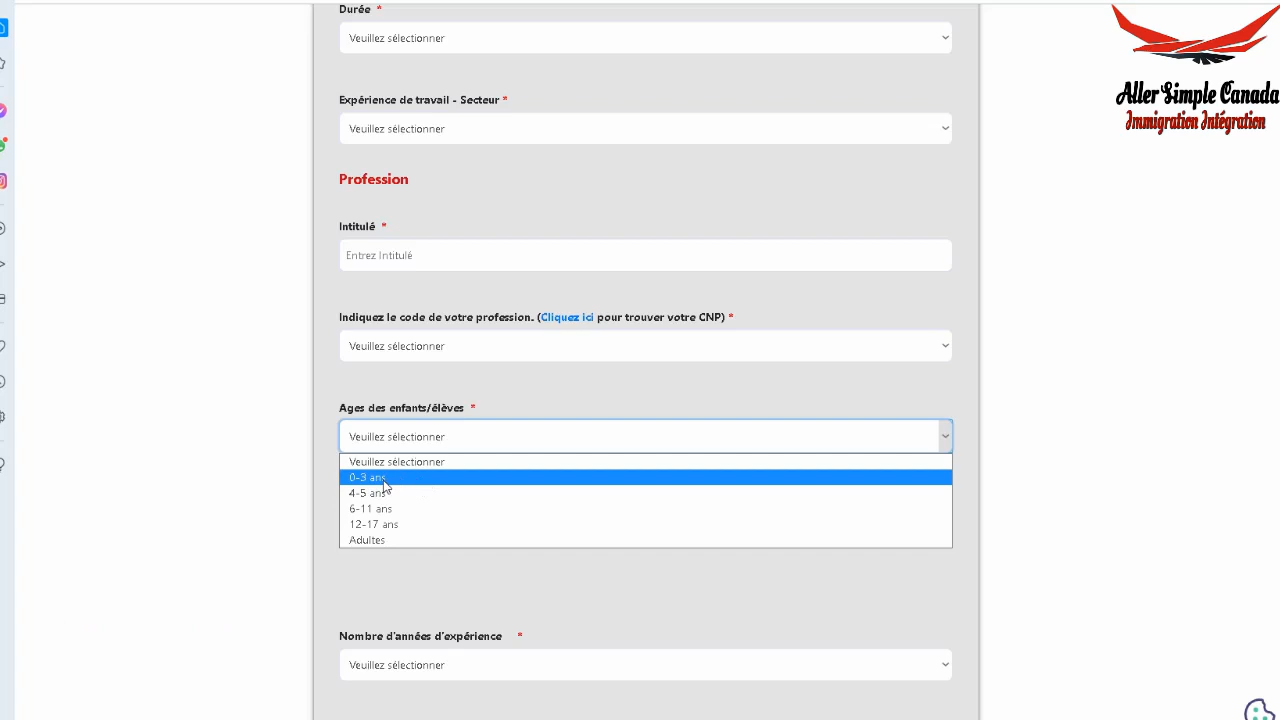 Durée *
Veuillez sélectionner
Expérience de travail - Secteur *
Veuillez sélectionner
Profession
Intitulé *
Entrez Intitulé
Indiquez le code de votre profession. (Cliquez ici pour trouver votre CNP) *
Veuillez sélectionner
Ages des enfants/élèves *
Veuillez sélectionner
Veuillez sélectionner
0-3 ans
4-5 ans
6-11 ans
12-17 ans
Adultes
Nombre d'années d'expérience *
Veuillez sélectionner
Aller Simple Canada
Immigration Intégration